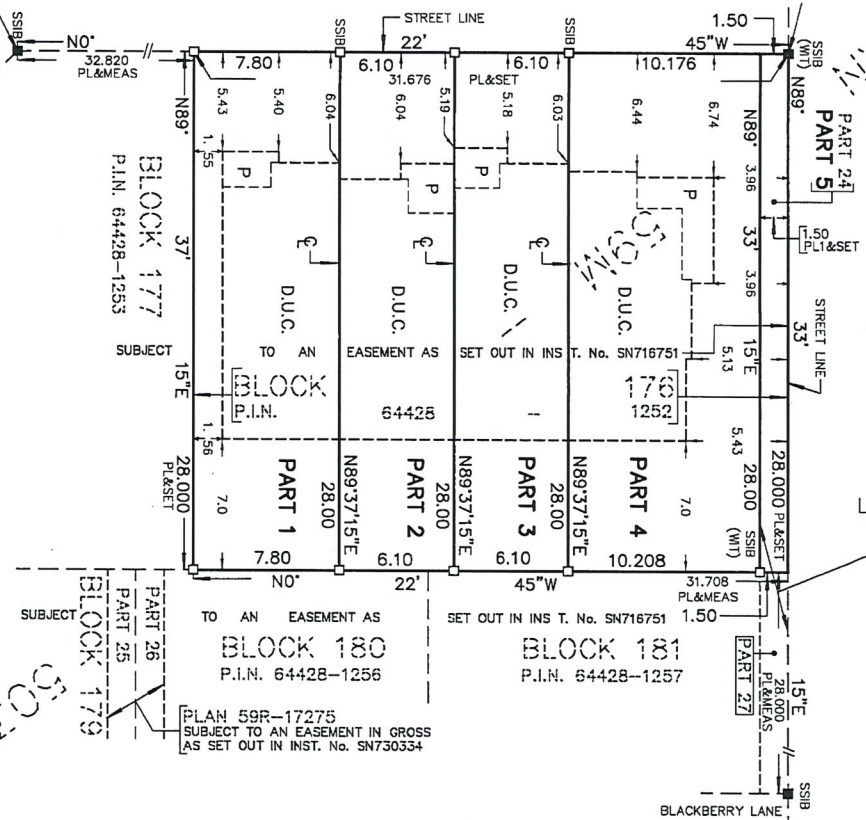 STREET LINE
SSIB
N0°
22'
45"W
32.820
PL&MEAS
SSIB
1.50
SSIB
SSIB
(WIT)
7.80
6.10
31.676
PL&SET
6.10
10.176
N89°
5.43
5.40
6.04
6.04
5.19
5.18
6.03
6.44
6.74
N89°
3.96
N89°
PART 24
PART 5
1.55
P
P
P
P
1.50
PL1&SET
BLOCK 177
P.I.N. 64428-1253
37'
33'
3.96
59M
℄
℄
℄
D.U.C.
D.U.C.
D.U.C.
D.U.C.
STREET LINE
33'
SUBJECT TO AN EASEMENT AS SET OUT IN INS T. No. SN716751
15"E
5.13
15"E
BLOCK 176
P.I.N. 64428 - 1252
1.56
5.43
28.000
PL&SET
7.0
PART 1
N89°37'15"E
28.00
PART 2
N89°37'15"E
28.00
PART 3
N89°37'15"E
28.00
PART 4
7.0
28.00
28.000 PL&SET
SSIB
(WIT)
7.80
6.10
6.10
10.208
N0°
22'
45"W
31.708
PL&MEAS
1.50
SUBJECT TO AN EASEMENT AS SET OUT IN INS T. No. SN716751
PART 26
PART 25
BLOCK 179
BLOCK 180
P.I.N. 64428-1256
BLOCK 181
P.I.N. 64428-1257
PART 27
15"E
28.000
PL&MEAS
PLAN 59R-17275
SUBJECT TO AN EASEMENT IN GROSS
AS SET OUT IN INST. No. SN730334
SSIB
BLACKBERRY LANE